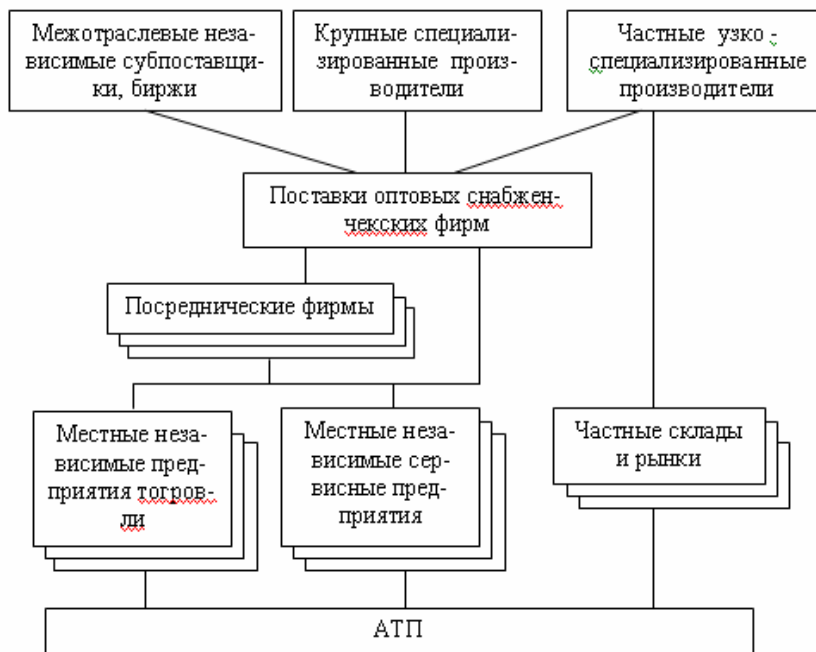 Межотраслевые неза-
висимые субпоставщи-
ки, биржи
Крупные специали-
зированные произ-
водители
Частные узко -
специализированные
производители
Поставки оптовых снабжен-
чекских фирм
Посреднические фирмы
Местные неза-
висимые пред-
приятия тогров-
ли
Местные неза-
висимые сер-
висные пред-
приятия
Частные склады
и рынки
АТП